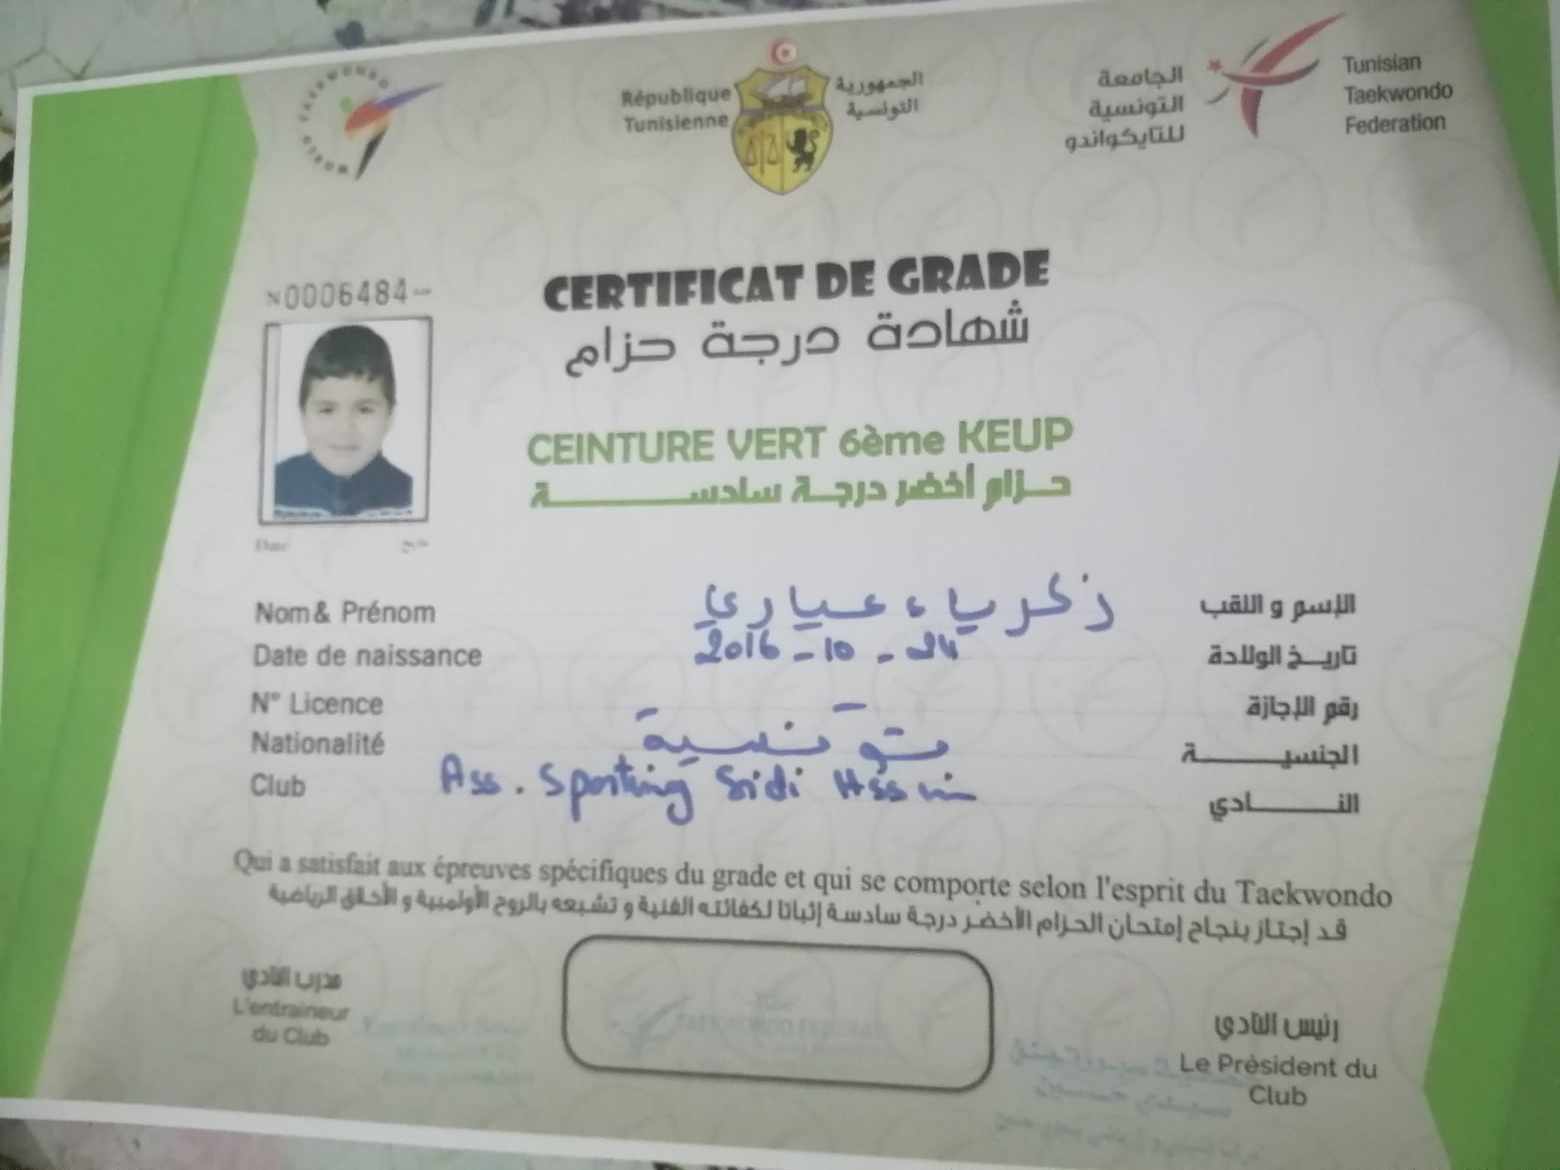 WORLD TAEKWONDO
République Tunisienne
الجمهورية التونسية
الجامعة التونسية للتايكواندو
Tunisian Taekwondo Federation
N0006484
CERTIFICAT DE GRADE
شهادة درجة حزام
CEINTURE VERT 6ème KEUP
حزام أخضر درجة سادسة
Date
Nom& Prénom زكرياء عياري الإسم و اللقب
Date de naissance 2016-10-24 تاريخ الولادة
N° Licence رقم الإجازة
Nationalité تونسية الجنسية
Club Ass. Sporting Sidi Hssin النادي
Qui a satisfait aux épreuves spécifiques du grade et qui se comporte selon l'esprit du Taekwondo
قد إجتاز بنجاح إمتحان الحزام الأخضر درجة سادسة إثباتا لكفائته الفنية و تشبعه بالروح الأولمبية و الأخلاق الرياضية
مدرب النادي
L'entraineur du Club
رئيس النادي
Le Président du Club